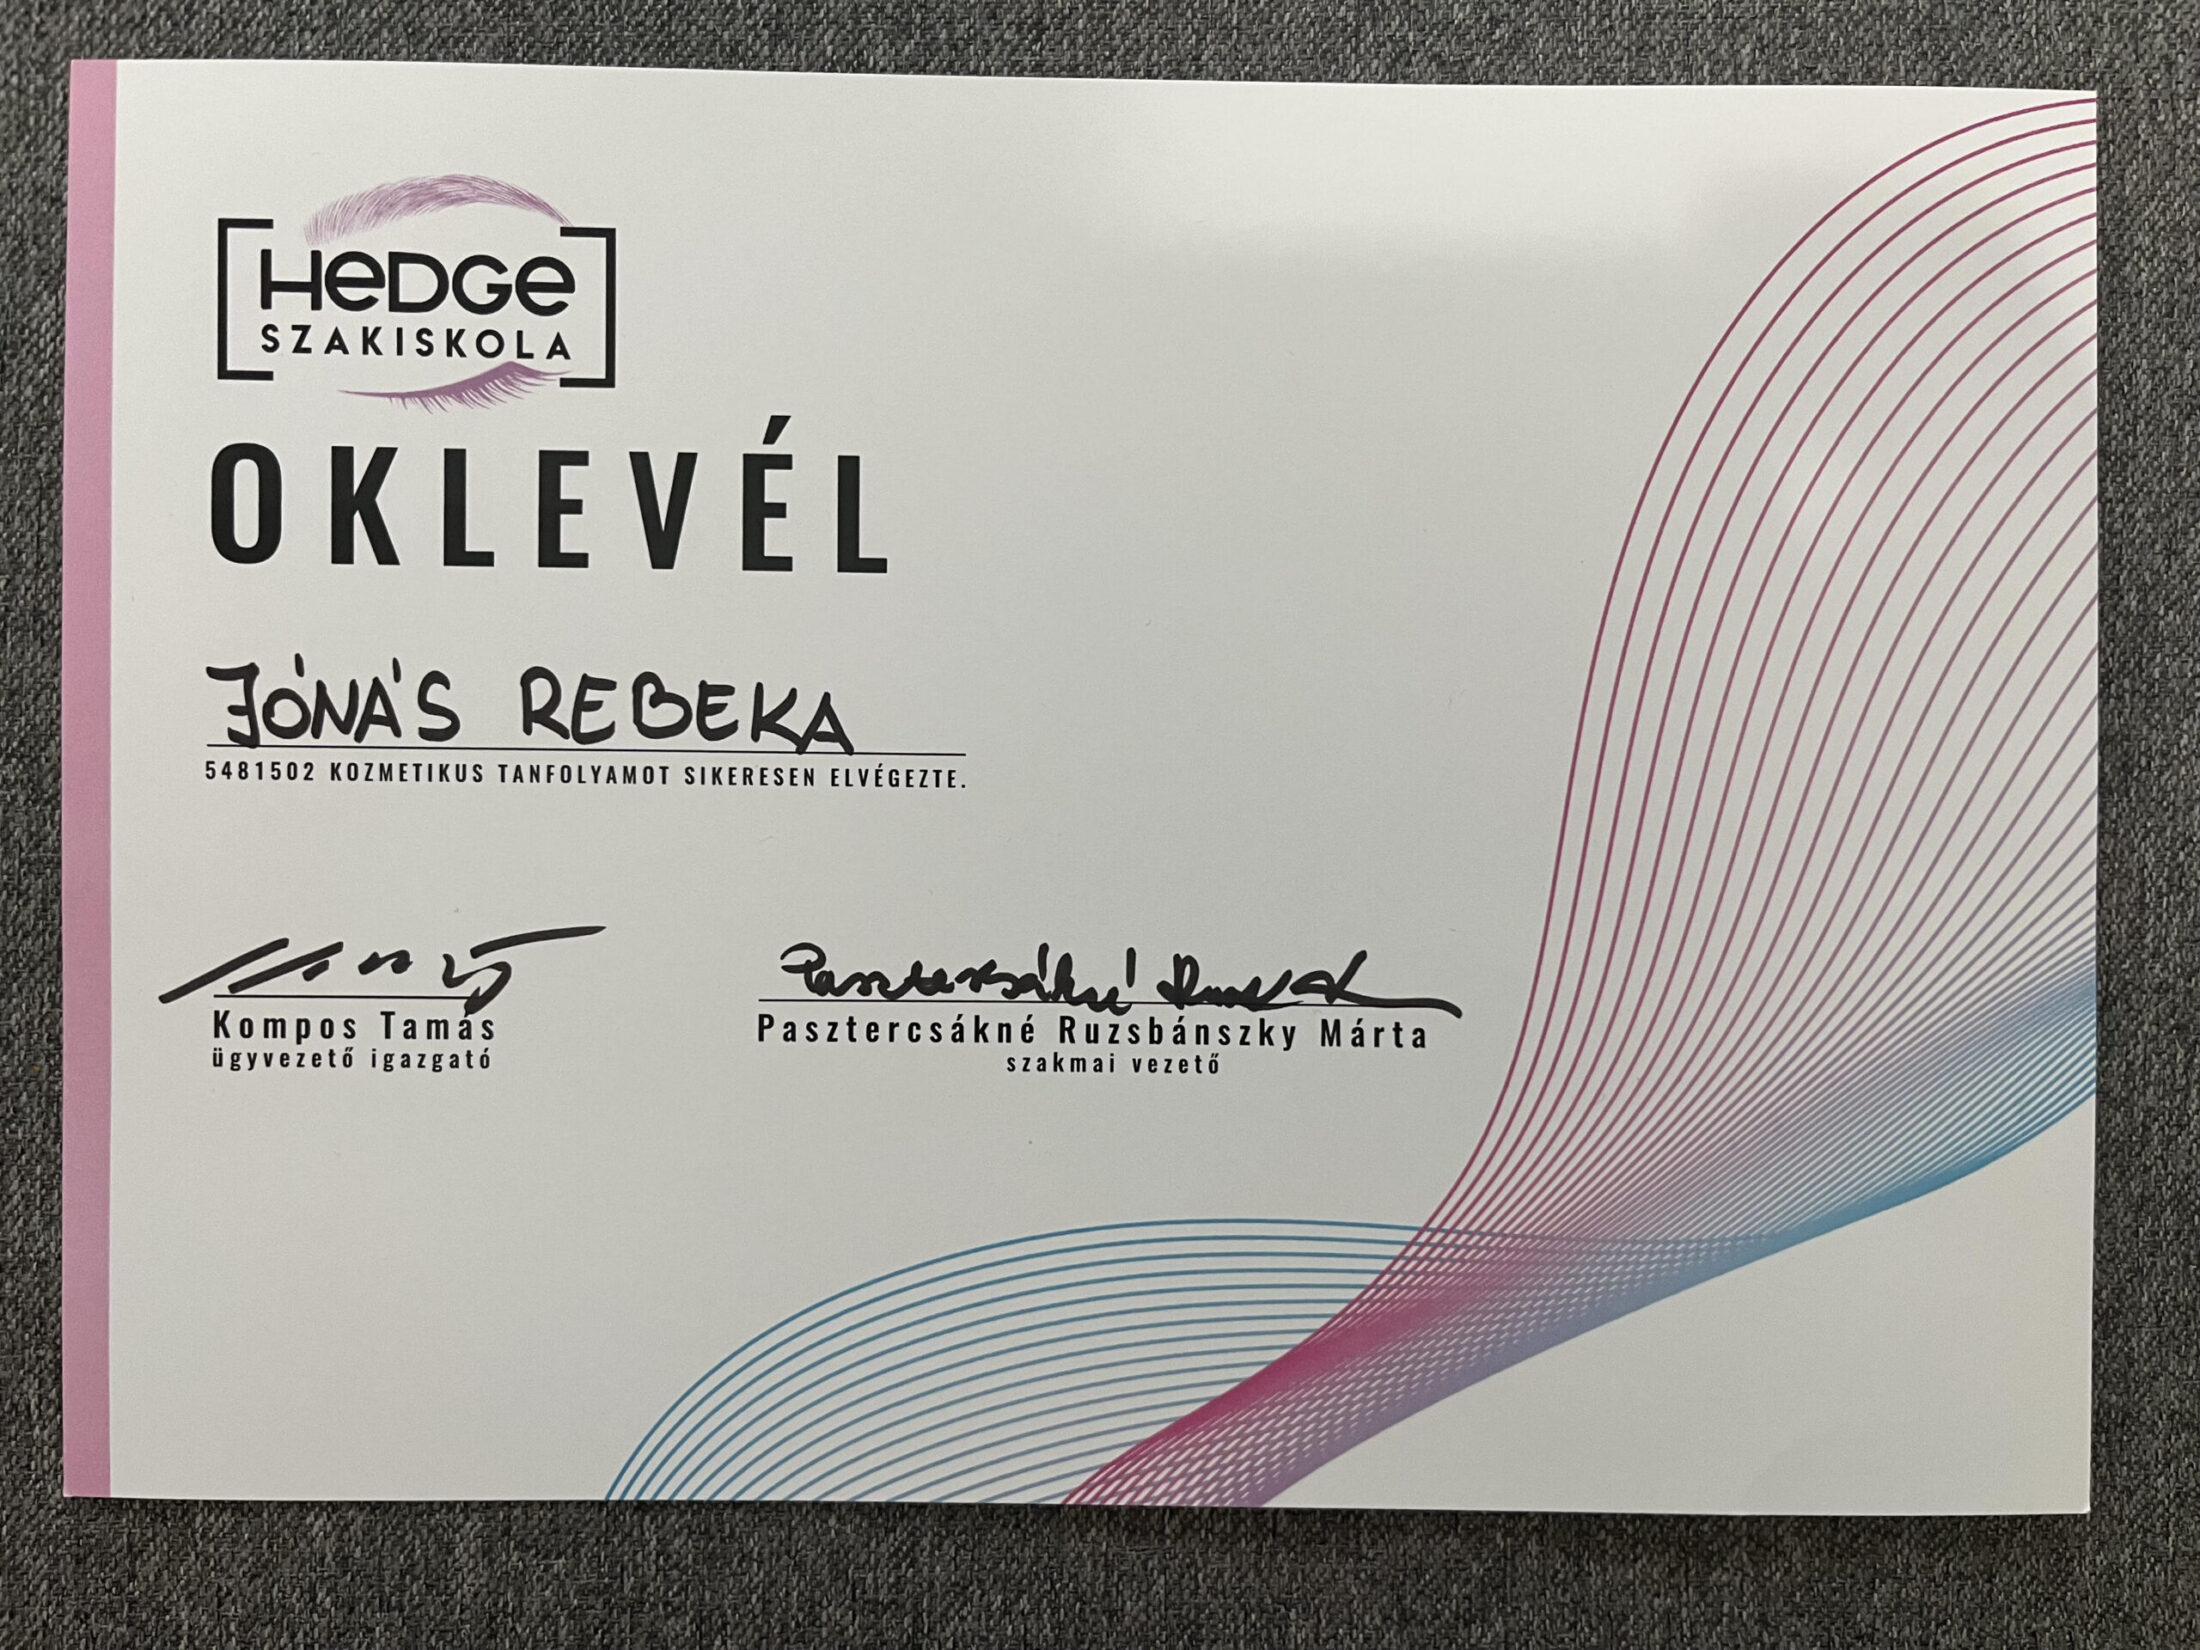 HEDGE
SZAKISKOLA
OKLEVÉL
JÓNÁS REBEKA
5481502 KOZMETIKUS TANFOLYAMOT SIKERESEN ELVÉGEZTE.
Pasztercsákné
Kompos Tamás
ügyvezető igazgató
Pasztercsákné Ruzsbánszky Márta
szakmai vezető